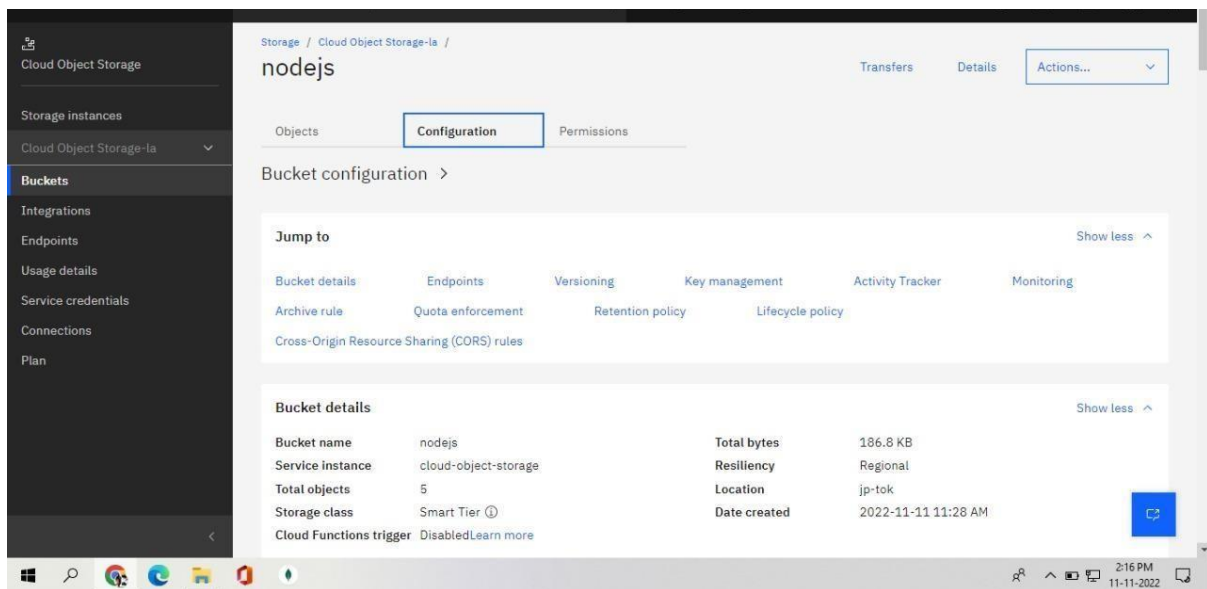 Cloud Object Storage
Storage instances
Cloud Object Storage-la
Buckets
Integrations
Endpoints
Usage details
Service credentials
Connections
Plan
Storage / Cloud Object Storage-la /
nodejs
Transfers Details Actions...
Objects Configuration Permissions
Bucket configuration >
Jump to Show less
Bucket details Endpoints Versioning Key management Activity Tracker Monitoring
Archive rule Quota enforcement Retention policy Lifecycle policy
Cross-Origin Resource Sharing (CORS) rules
Bucket details Show less
Bucket name nodejs Total bytes 186.8 KB
Service instance cloud-object-storage Resiliency Regional
Total objects 5 Location jp-tok
Storage class Smart Tier Date created 2022-11-11 11:28 AM
Cloud Functions trigger DisabledLearn more
2:16 PM
11-11-2022